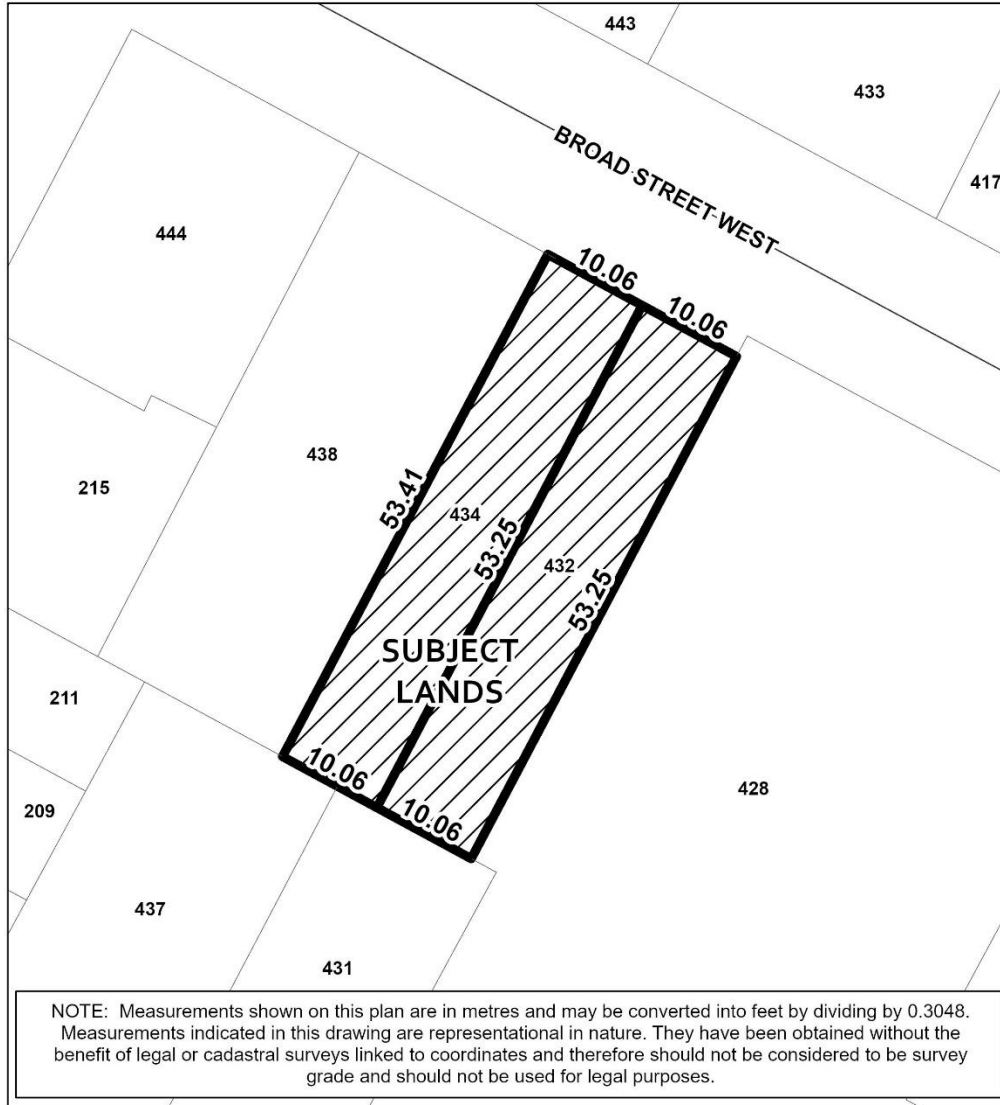 443
433
BROAD STREET WEST
417
444
10.06
10.06
438
215
53.41
434
53.25
432
53.25
SUBJECT
LANDS
211
10.06
10.06
209
428
437
431
NOTE: Measurements shown on this plan are in metres and may be converted into feet by dividing by 0.3048.
Measurements indicated in this drawing are representational in nature. They have been obtained without the
benefit of legal or cadastral surveys linked to coordinates and therefore should not be considered to be survey
grade and should not be used for legal purposes.